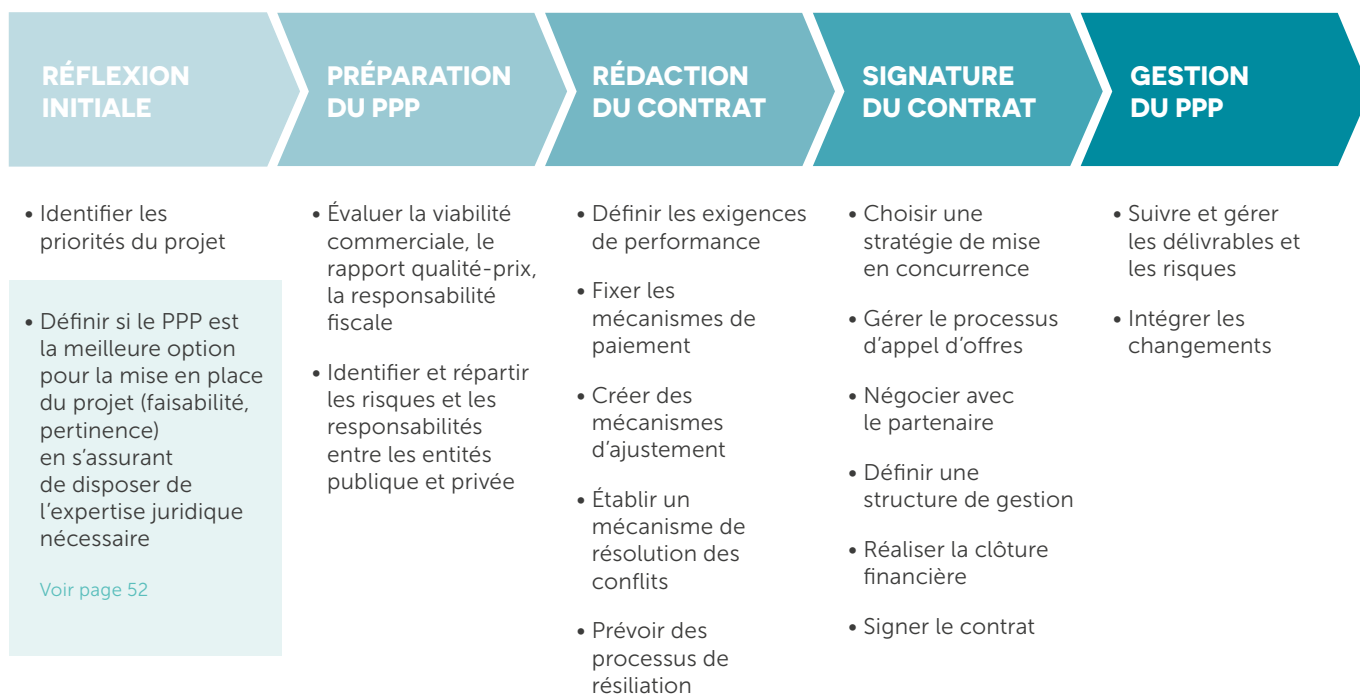 RÉFLEXION
INITIALE
PRÉPARATION
DU PPP
RÉDACTION
DU CONTRAT
SIGNATURE
DU CONTRAT
GESTION
DU PPP
• Identifier les
priorités du projet
• Définir si le PPP est
la meilleure option
pour la mise en place
du projet (faisabilité,
pertinence)
en s'assurant
de disposer de
l’expertise juridique
nécessaire
Voir page 52
• Évaluer la viabilité
commerciale, le
rapport qualité-prix,
la responsabilité
fiscale
• Identifier et répartir
les risques et les
responsabilités
entre les entités
publique et privée
• Définir les exigences
de performance
• Fixer les
mécanismes de
paiement
• Créer des
mécanismes
d’ajustement
• Établir un
mécanisme de
résolution des
conflits
• Prévoir des
processus de
résiliation
• Choisir une
stratégie de mise
en concurrence
• Gérer le processus
d’appel d’offres
• Négocier avec
le partenaire
• Définir une
structure de gestion
• Réaliser la clôture
financière
• Signer le contrat
• Suivre et gérer
les délivrables et
les risques
• Intégrer les
changements